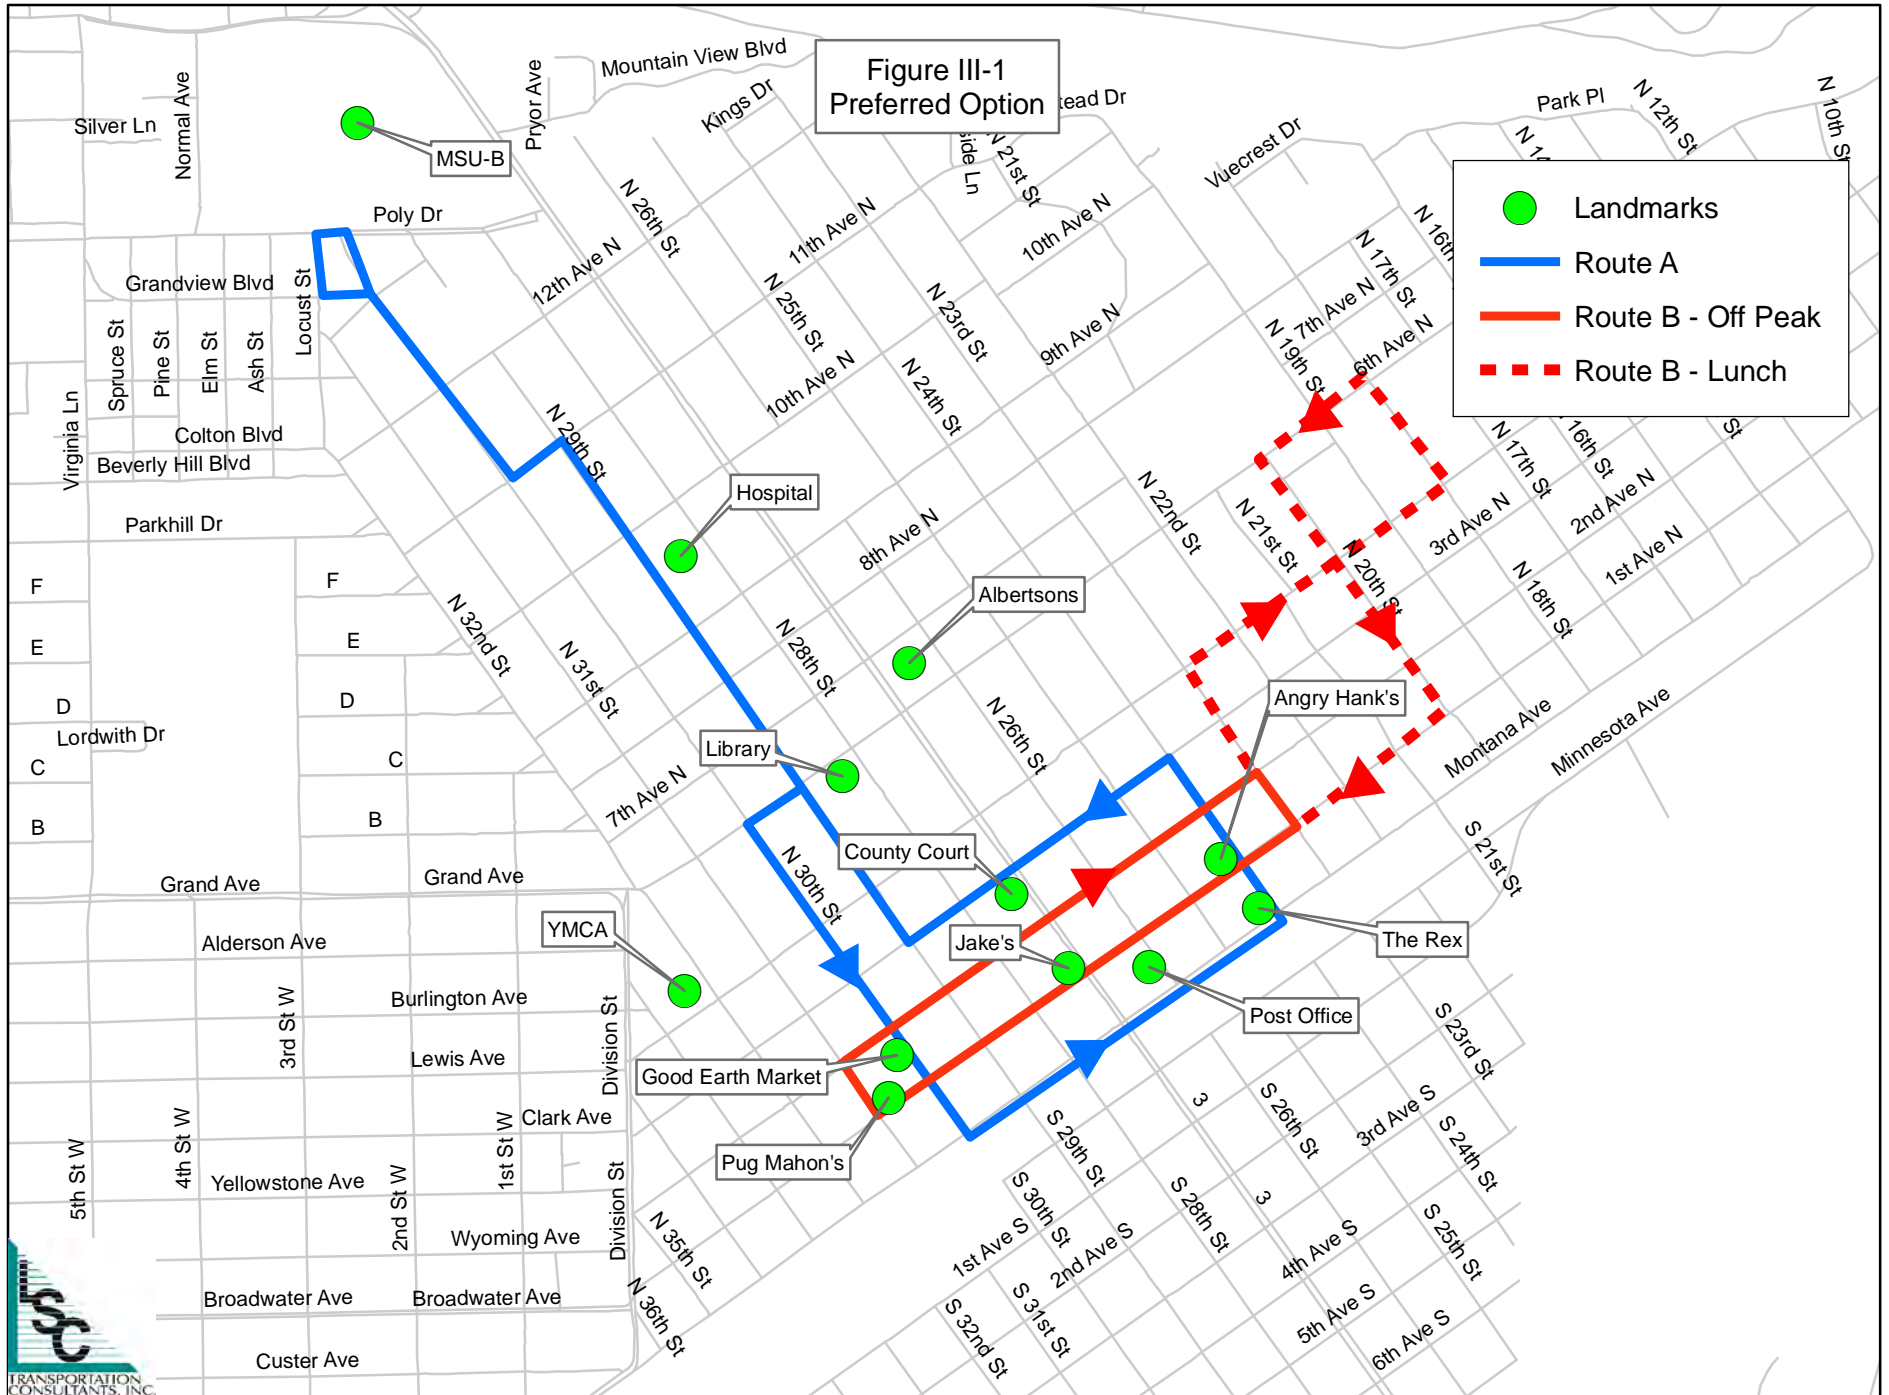 Figure III-1
Preferred Option
Landmarks
Route A
Route B - Off Peak
Route B - Lunch
Mountain View Blvd
Kings Dr
tead Dr
Park Pl
N 12th St
N 10th St
Silver Ln
Normal Ave
Pryor Ave
MSU-B
side Ln
N 21st St
Vuecrest Dr
N 14
Poly Dr
N 26th St
11th Ave N
10th Ave N
N 16th
N 17th St
Grandview Blvd
Locust St
12th Ave N
N 25th St
N 23rd St
9th Ave N
7th Ave N
6th Ave N
N 19th St
Spruce St
Pine St
Elm St
Ash St
10th Ave N
N 24th St
Virginia Ln
Colton Blvd
Beverly Hill Blvd
N 29th St
St
N 16th St
N 17th St
2nd Ave N
3rd Ave N
1st Ave N
Parkhill Dr
Hospital
8th Ave N
N 22nd St
N 21st St
N 20th St
N 18th St
F
F
E
E
D
D
Lordwith Dr
C
C
B
B
N 32nd St
N 31st St
N 28th St
Albertsons
N 26th St
Angry Hank's
Montana Ave
Minnesota Ave
Library
7th Ave N
County Court
N 30th St
S 21st St
Grand Ave
Grand Ave
YMCA
Alderson Ave
Jake's
The Rex
Burlington Ave
3rd St W
Division St
Post Office
S 23rd St
Lewis Ave
Good Earth Market
Clark Ave
Pug Mahon's
5th St W
4th St W
2nd St W
1st St W
Yellowstone Ave
Division St
S 29th St
3
S 26th St
3rd Ave S
S 24th St
Wyoming Ave
N 35th St
S 30th St
1st Ave S
2nd Ave S
S 28th St
3
4th Ave S
S 25th St
Broadwater Ave
Broadwater Ave
N 36th St
S 31st St
S 32nd St
5th Ave S
6th Ave S
Custer Ave
LSC
TRANSPORTATION
CONSULTANTS, INC.